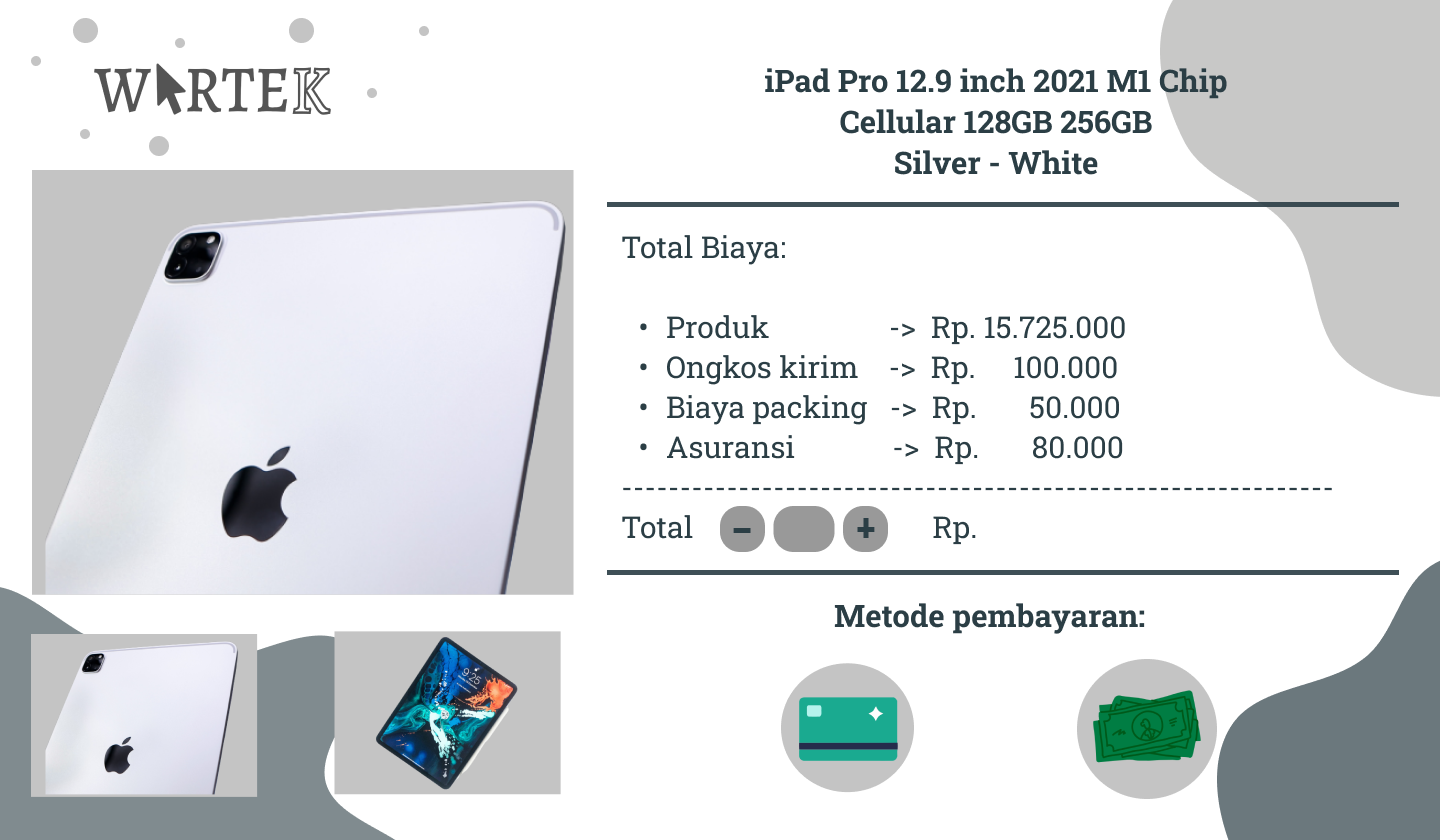 WARTEK
iPad Pro 12.9 inch 2021 M1 Chip
Cellular 128GB 256GB
Silver - White
Total Biaya:
• Produk -> Rp. 15.725.000
• Ongkos kirim -> Rp. 100.000
• Biaya packing -> Rp. 50.000
• Asuransi -> Rp. 80.000
--------------------------------------------------------------
Total − + Rp.
Metode pembayaran:
9:25